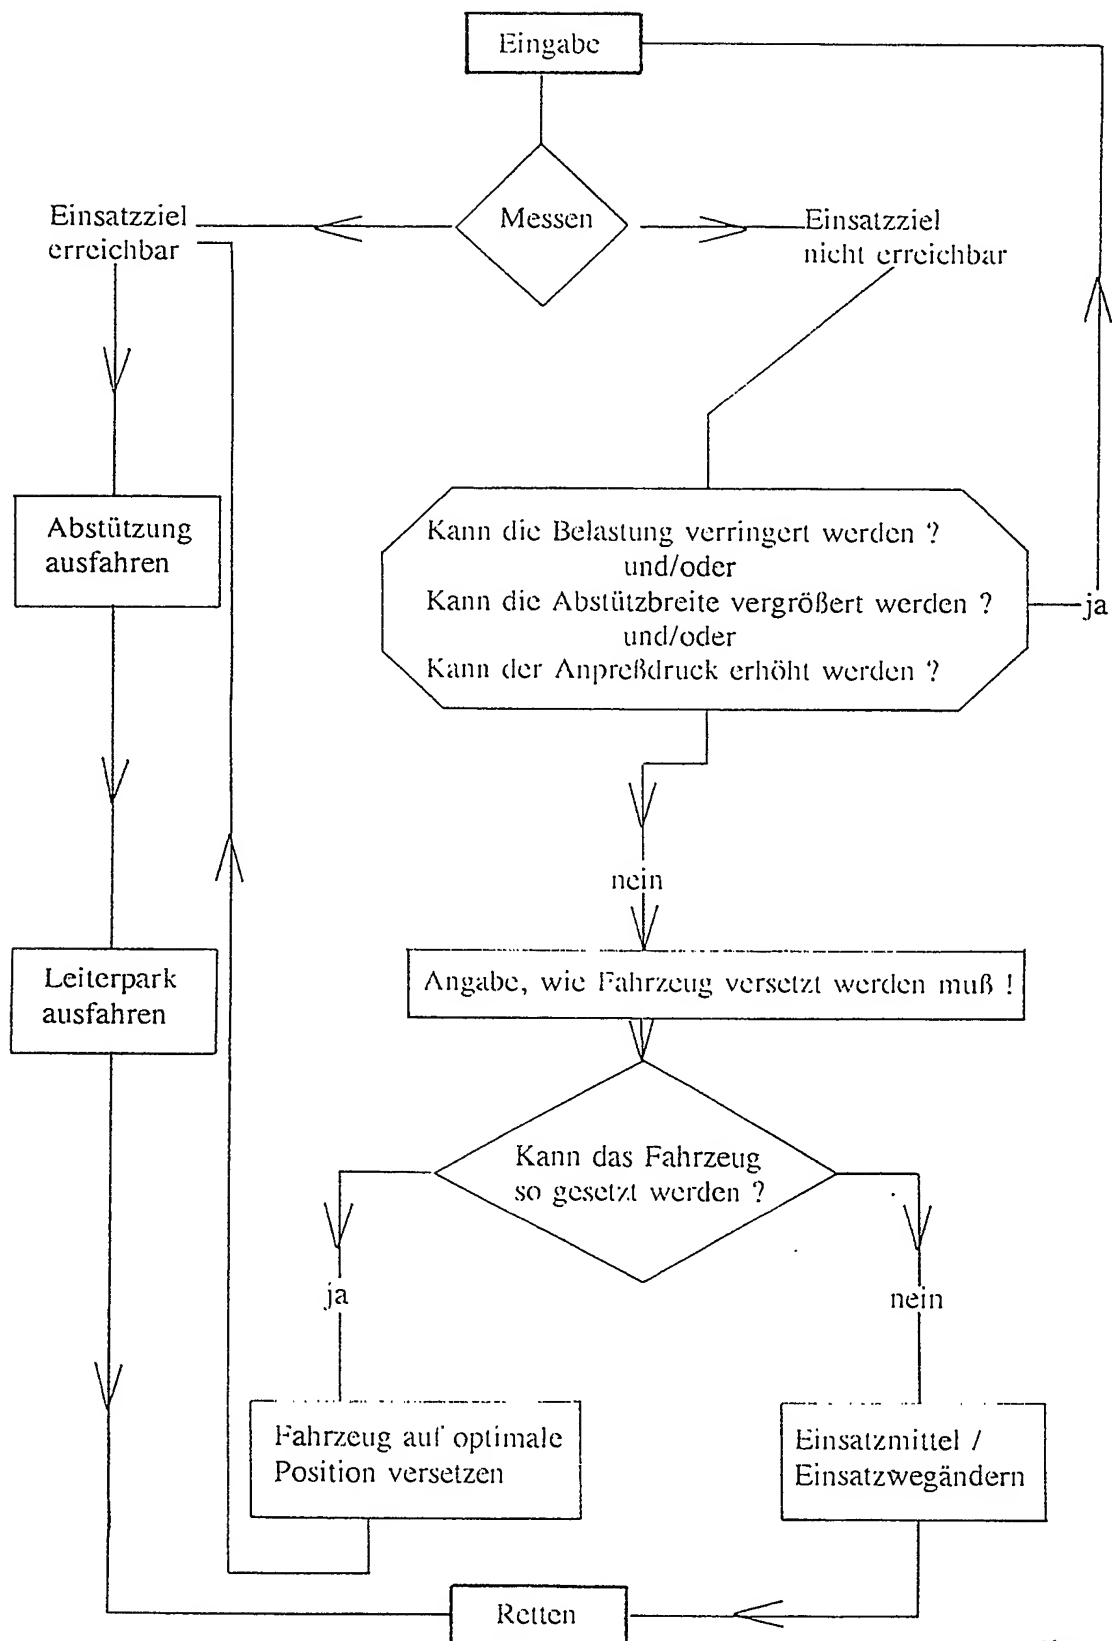 Eingabe
Messen
Einsatzziel
erreichbar
Einsatzziel
nicht erreichbar
Abstützung
ausfahren
Kann die Belastung verringert werden ?
und/oder
Kann die Abstützbreite vergrößert werden ?
und/oder
Kann der Anpreßdruck erhöht werden ?
ja
nein
Leiterpark
ausfahren
Angabe, wie Fahrzeug versetzt werden muß !
Kann das Fahrzeug
so gesetzt werden ?
ja
nein
Fahrzeug auf optimale
Position versetzen
Einsatzmittel /
Einsatzwegändern
Retten